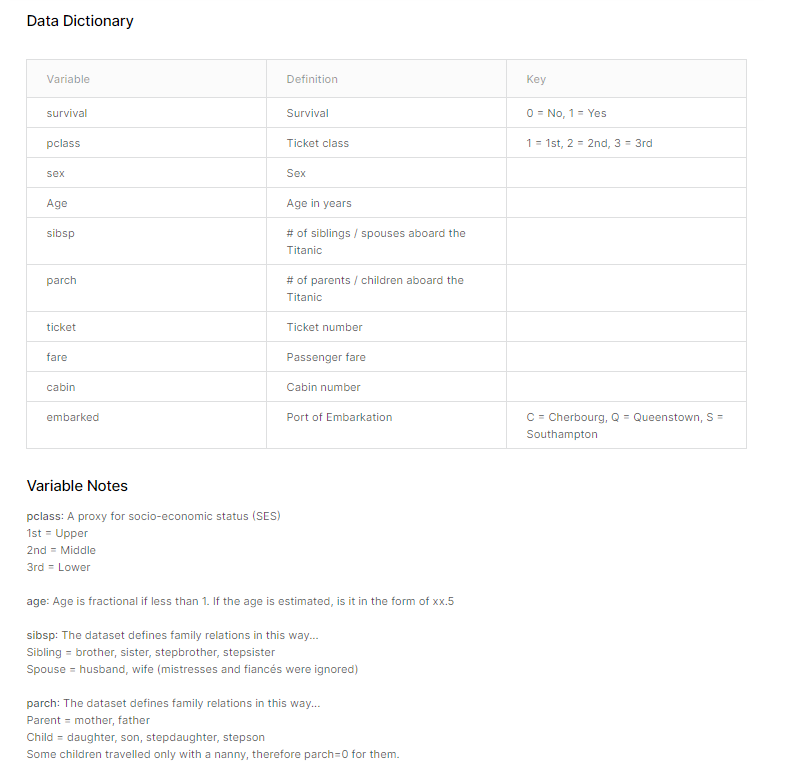 Data Dictionary
Variable Definition Key
survival Survival 0 = No, 1 = Yes
pclass Ticket class 1 = 1st, 2 = 2nd, 3 = 3rd
sex Sex
Age Age in years
sibsp # of siblings / spouses aboard the
Titanic
parch # of parents / children aboard the
Titanic
ticket Ticket number
fare Passenger fare
cabin Cabin number
embarked Port of Embarkation C = Cherbourg, Q = Queenstown, S =
Southampton
Variable Notes
pclass: A proxy for socio-economic status (SES)
1st = Upper
2nd = Middle
3rd = Lower
age: Age is fractional if less than 1. If the age is estimated, is it in the form of xx.5
sibsp: The dataset defines family relations in this way...
Sibling = brother, sister, stepbrother, stepsister
Spouse = husband, wife (mistresses and fiancés were ignored)
parch: The dataset defines family relations in this way...
Parent = mother, father
Child = daughter, son, stepdaughter, stepson
Some children travelled only with a nanny, therefore parch=0 for them.